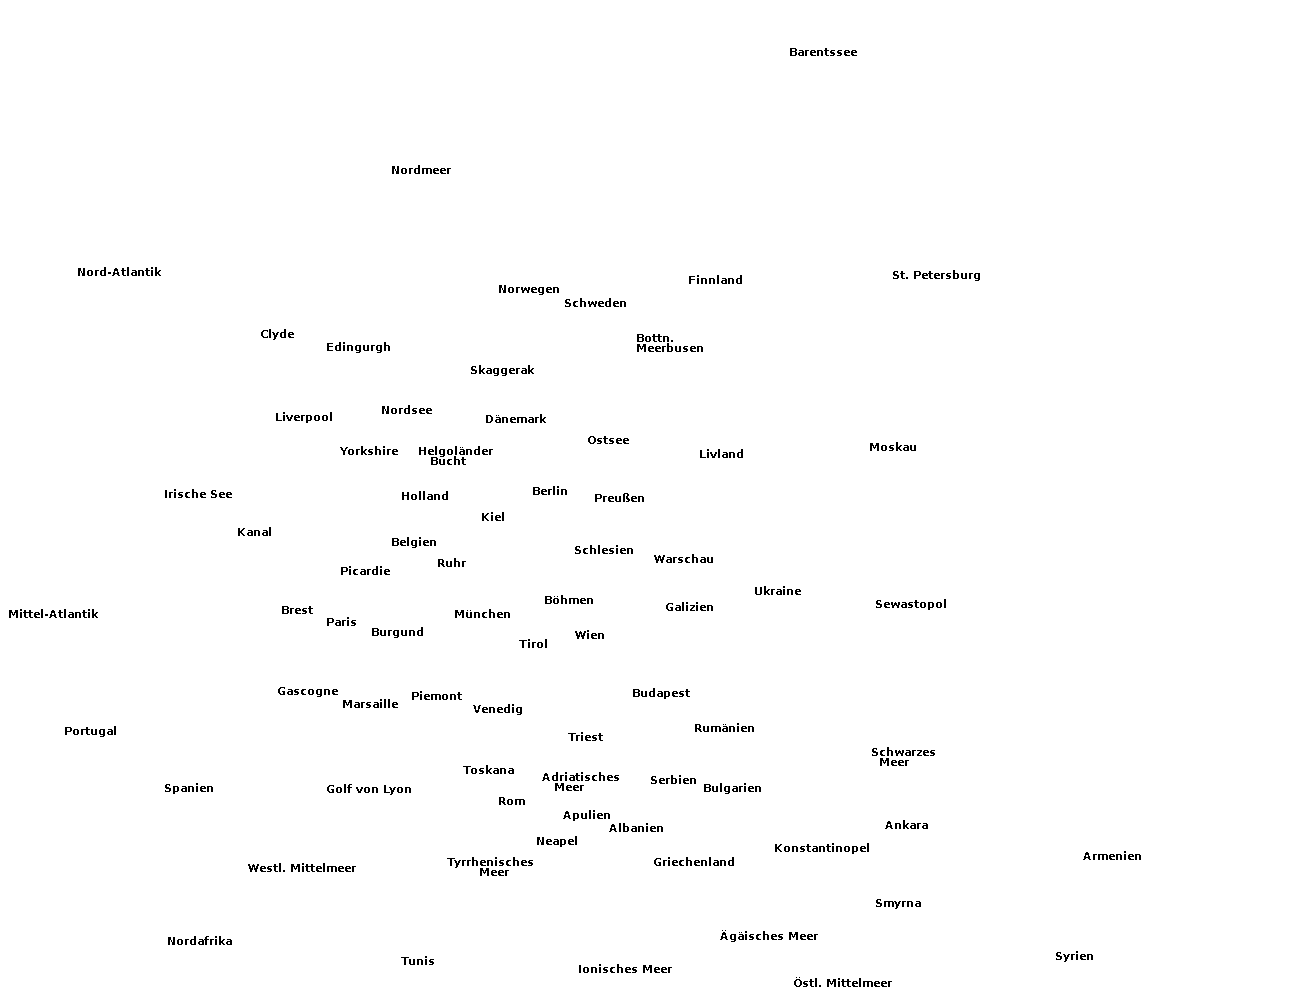 Barentssee
Nordmeer
Nord-Atlantik
St. Petersburg
Finnland
Norwegen
Schweden
Clyde
Bottn.
Meerbusen
Edingurgh
Skaggerak
Nordsee
Liverpool
Dänemark
Ostsee
Moskau
Yorkshire
Helgoländer
Bucht
Livland
Berlin
Irische See
Holland
Preußen
Kiel
Kanal
Belgien
Schlesien
Warschau
Ruhr
Picardie
Ukraine
Böhmen
Sewastopol
Galizien
Brest
Mittel-Atlantik
München
Paris
Burgund
Wien
Tirol
Gascogne
Budapest
Piemont
Marsaille
Venedig
Rumänien
Portugal
Triest
Schwarzes
Meer
Toskana
Adriatisches
Meer
Serbien
Spanien
Golf von Lyon
Bulgarien
Rom
Apulien
Ankara
Albanien
Neapel
Konstantinopel
Armenien
Tyrrhenisches
Meer
Griechenland
Westl. Mittelmeer
Smyrna
Ägäisches Meer
Nordafrika
Syrien
Tunis
Ionisches Meer
Östl. Mittelmeer